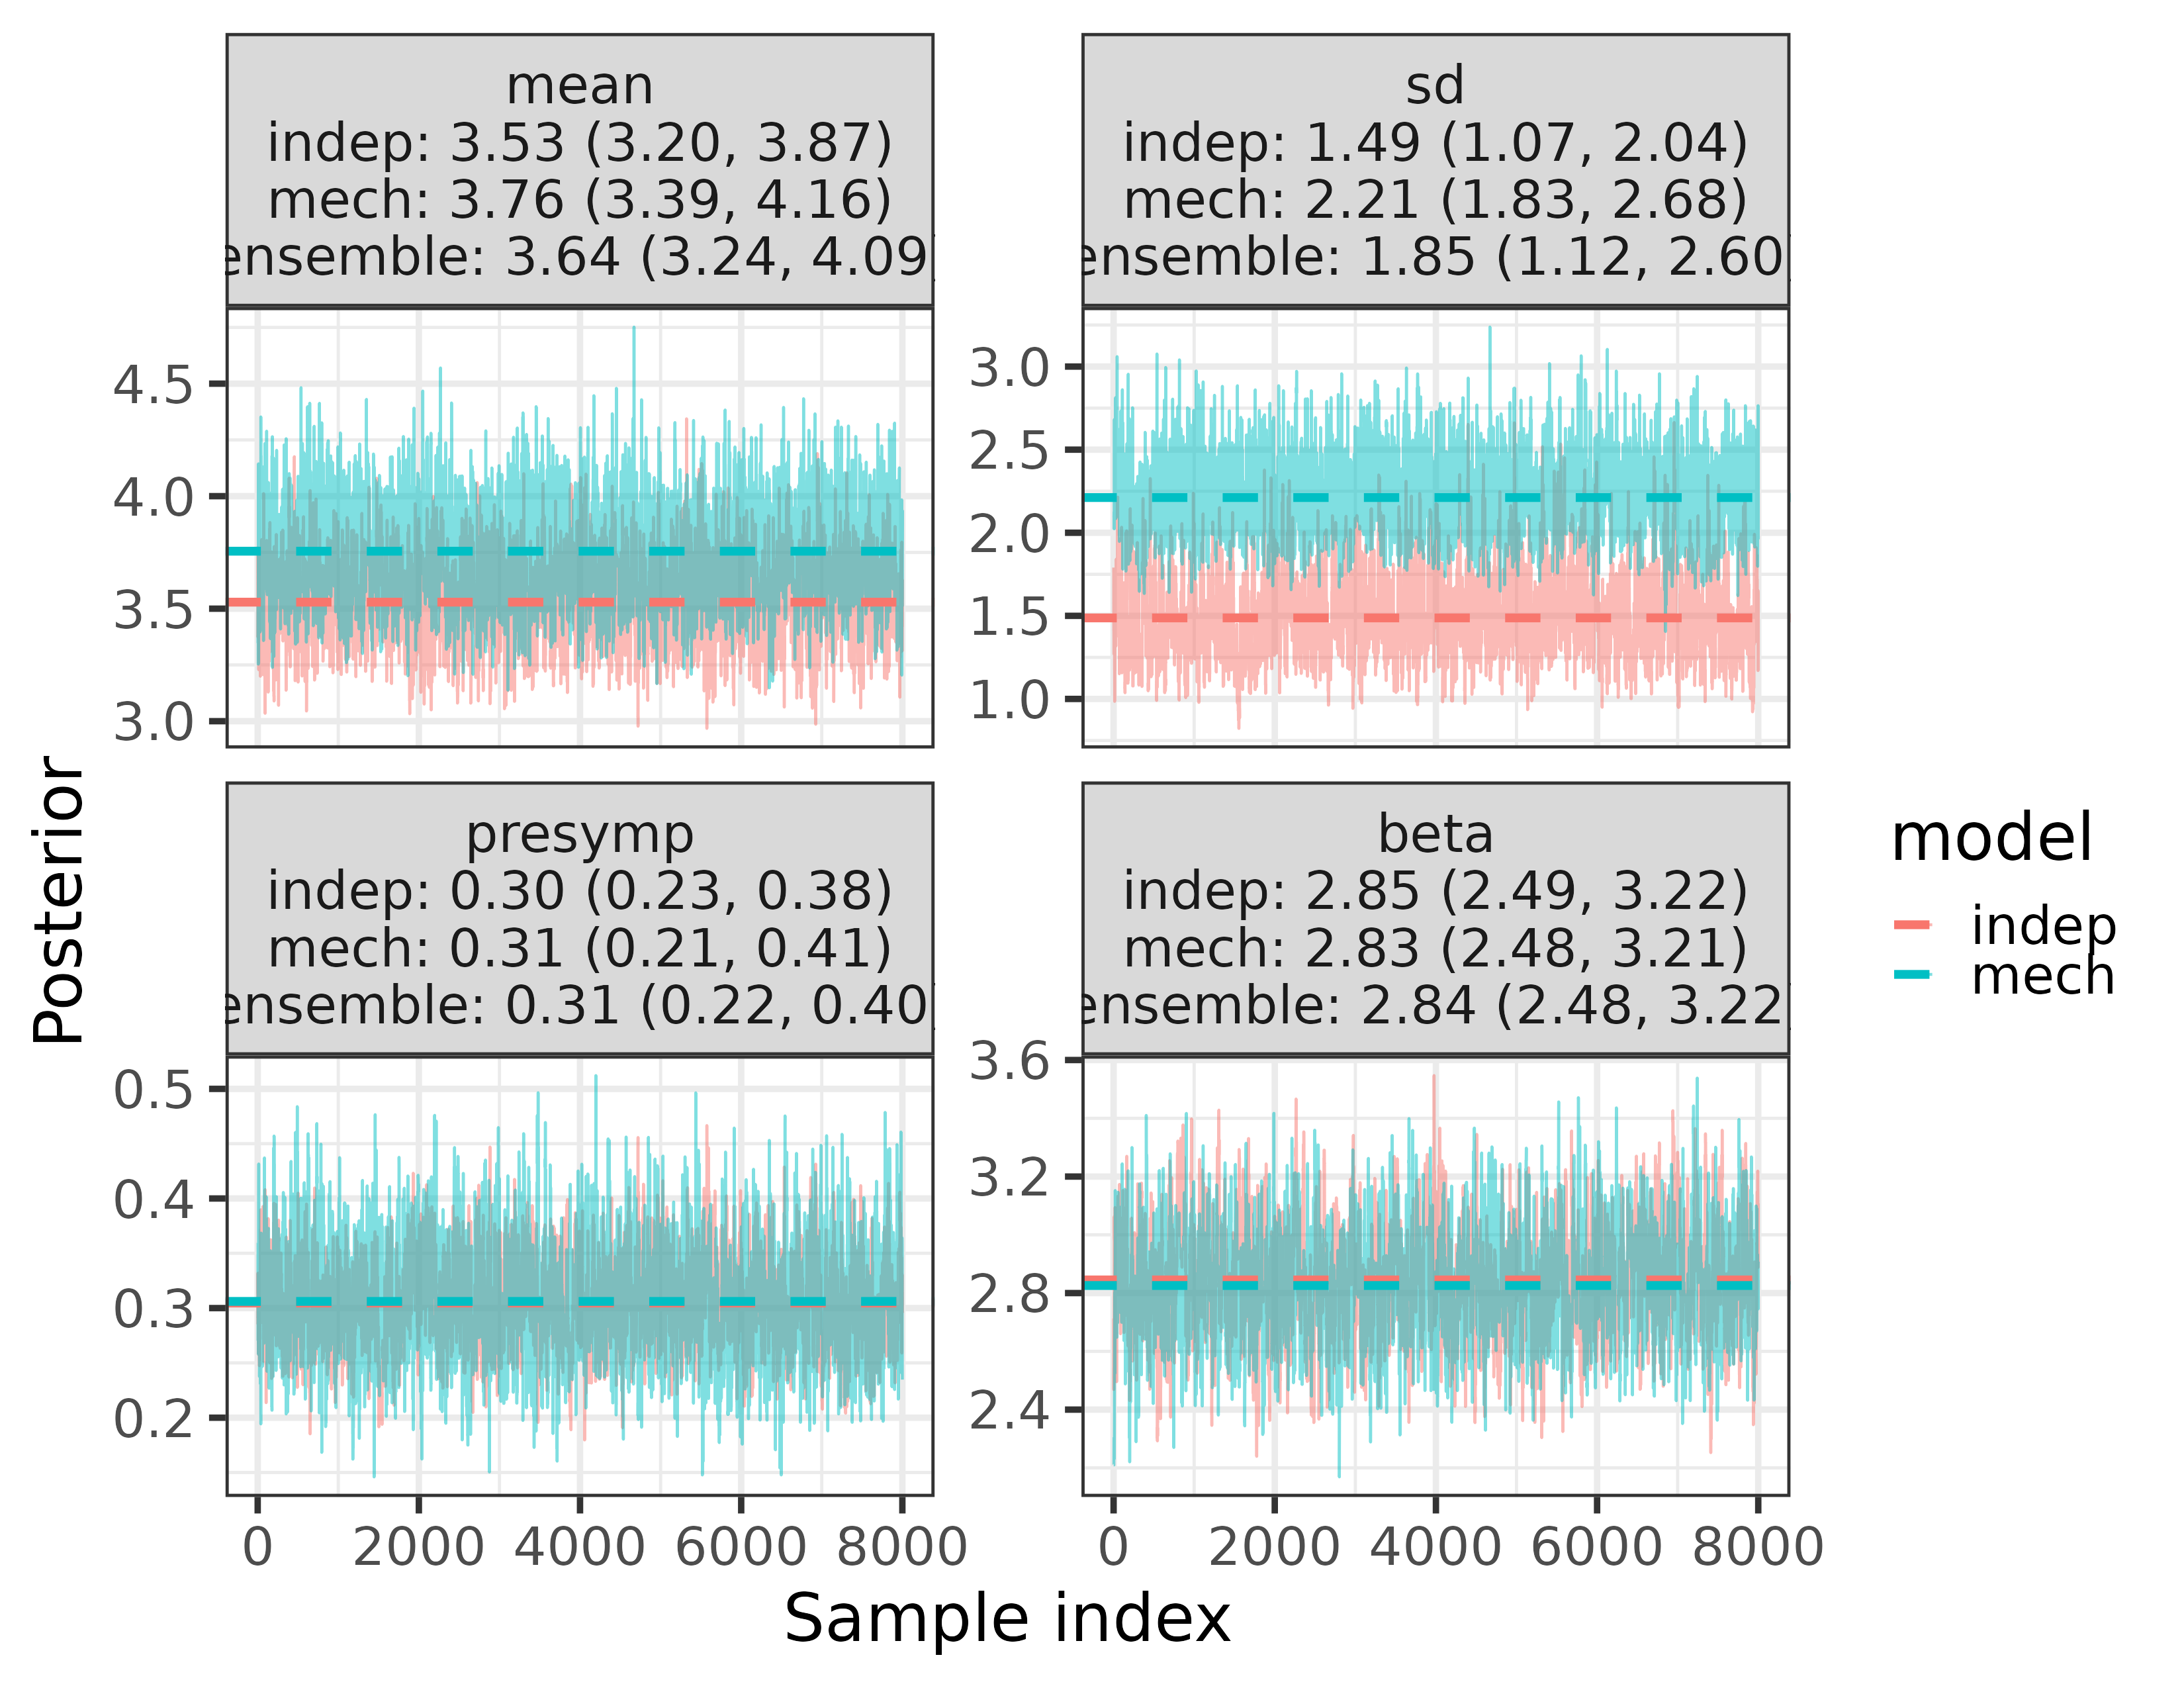 mean
indep: 3.53 (3.20, 3.87)
mech: 3.76 (3.39, 4.16)
ensemble: 3.64 (3.24, 4.09
sd
indep: 1.49 (1.07, 2.04)
mech: 2.21 (1.83, 2.68)
ensemble: 1.85 (1.12, 2.60
4.5
4.0
3.5
3.0
3.0
2.5
2.0
1.5
1.0
Posterior
presymp
indep: 0.30 (0.23, 0.38)
mech: 0.31 (0.21, 0.41)
ensemble: 0.31 (0.22, 0.40
beta
indep: 2.85 (2.49, 3.22)
mech: 2.83 (2.48, 3.21)
ensemble: 2.84 (2.48, 3.22
model
indep
mech
0.5
0.4
0.3
0.2
3.6
3.2
2.8
2.4
0 2000 4000 6000 8000
0 2000 4000 6000 8000
Sample index